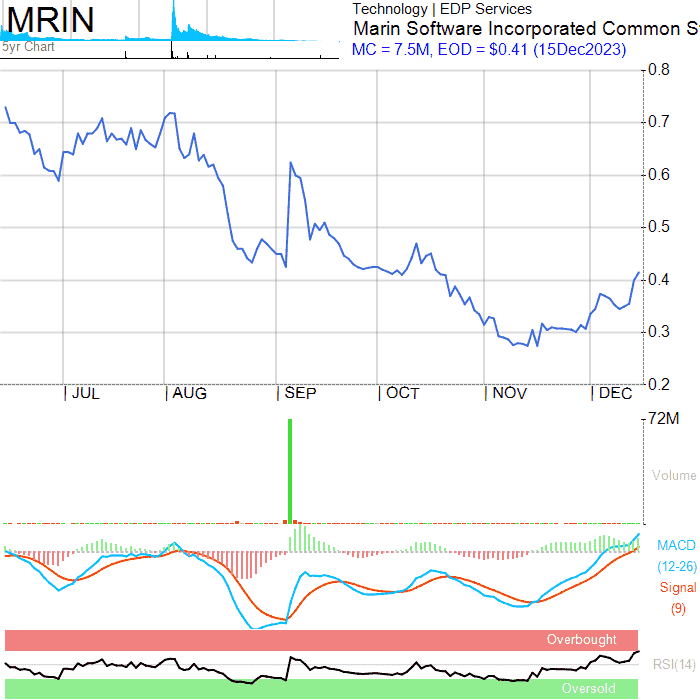 MRIN
5yr Chart
Technology | EDP Services
Marin Software Incorporated Common S
MC = 7.5M, EOD = $0.41 (15Dec2023)
0.8
0.7
0.6
0.5
0.4
0.3
0.2
JUL AUG SEP OCT NOV DEC
72M
Volume
MACD
(12-26)
Signal
(9)
Overbought
RSI(14)
Oversold